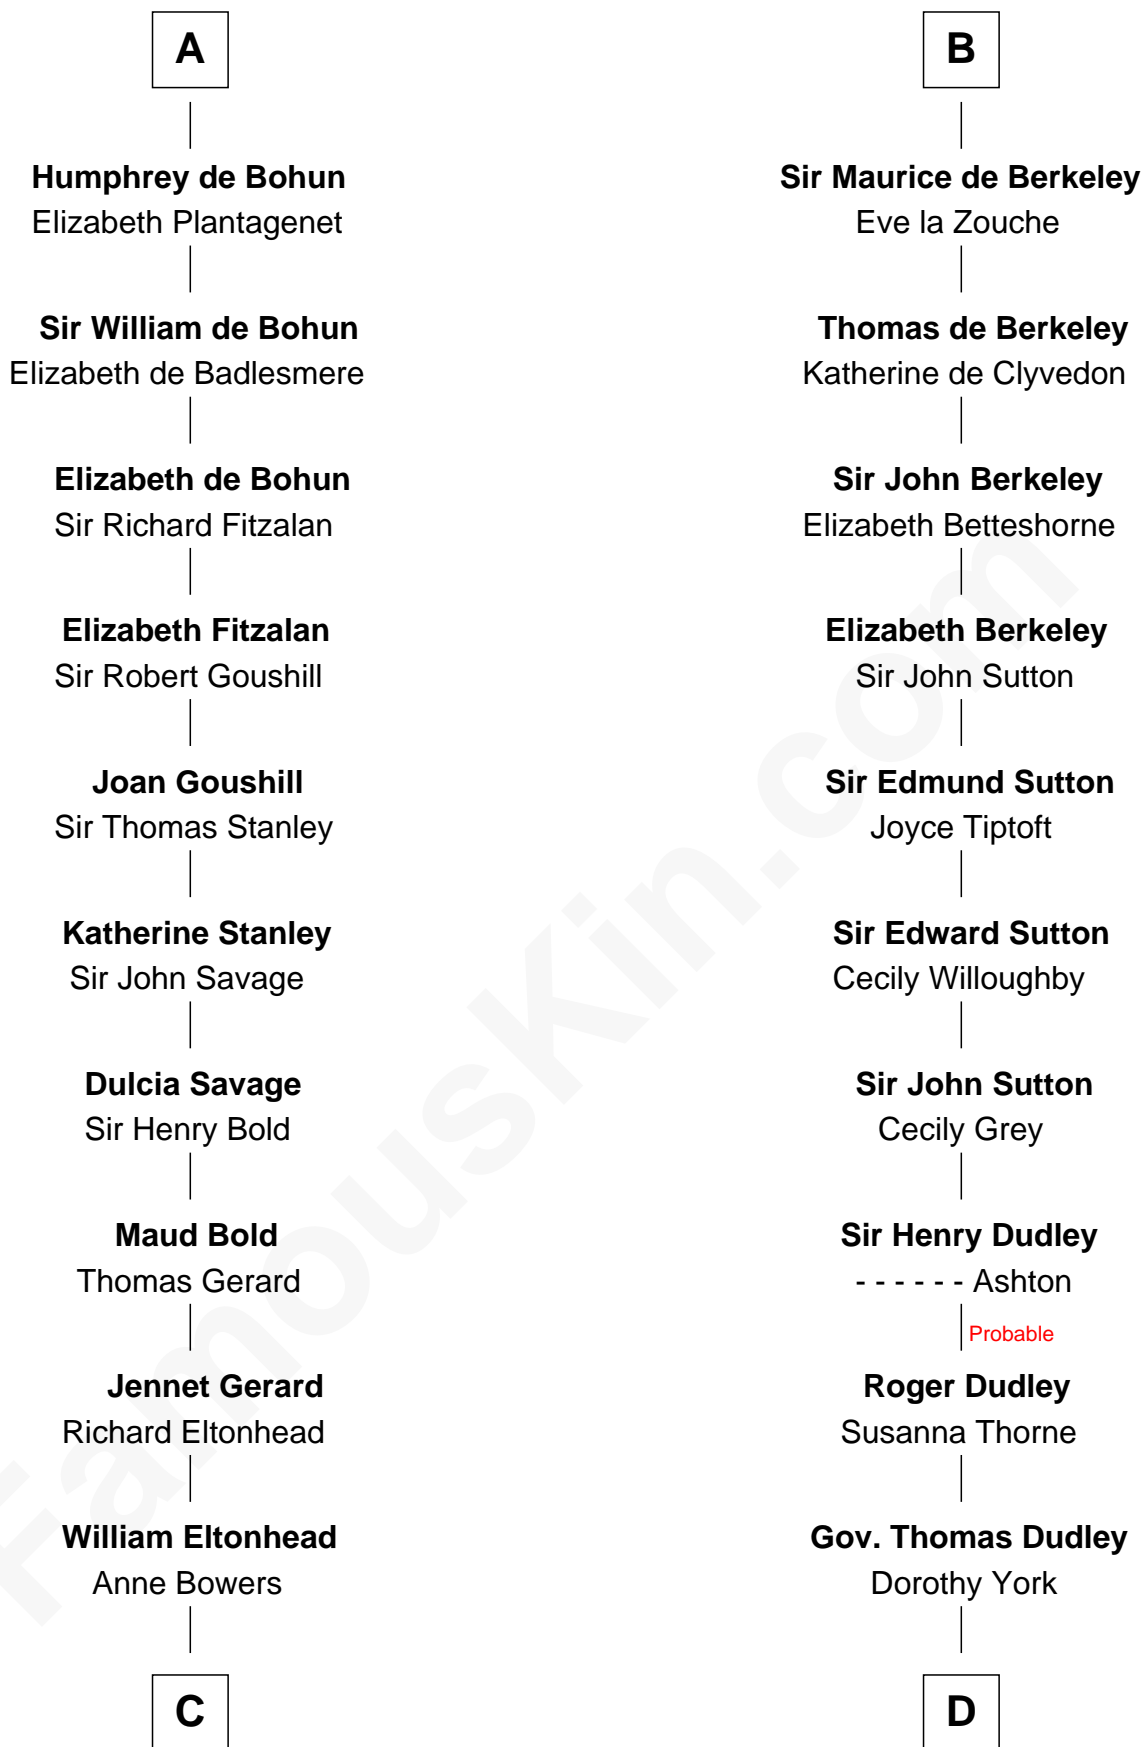 A
Humphrey de Bohun
Elizabeth Plantagenet
Sir William de Bohun
Elizabeth de Badlesmere
Elizabeth de Bohun
Sir Richard Fitzalan
Elizabeth Fitzalan
Sir Robert Goushill
Joan Goushill
Sir Thomas Stanley
Katherine Stanley
Sir John Savage
Dulcia Savage
Sir Henry Bold
Maud Bold
Thomas Gerard
Jennet Gerard
Richard Eltonhead
William Eltonhead
Anne Bowers
C
B
Sir Maurice de Berkeley
Eve la Zouche
Thomas de Berkeley
Katherine de Clyvedon
Sir John Berkeley
Elizabeth Betteshorne
Elizabeth Berkeley
Sir John Sutton
Sir Edmund Sutton
Joyce Tiptoft
Sir Edward Sutton
Cecily Willoughby
Sir John Sutton
Cecily Grey
Sir Henry Dudley
- - - - - - Ashton
Probable
Roger Dudley
Susanna Thorne
Gov. Thomas Dudley
Dorothy York
D
FamousKin.com